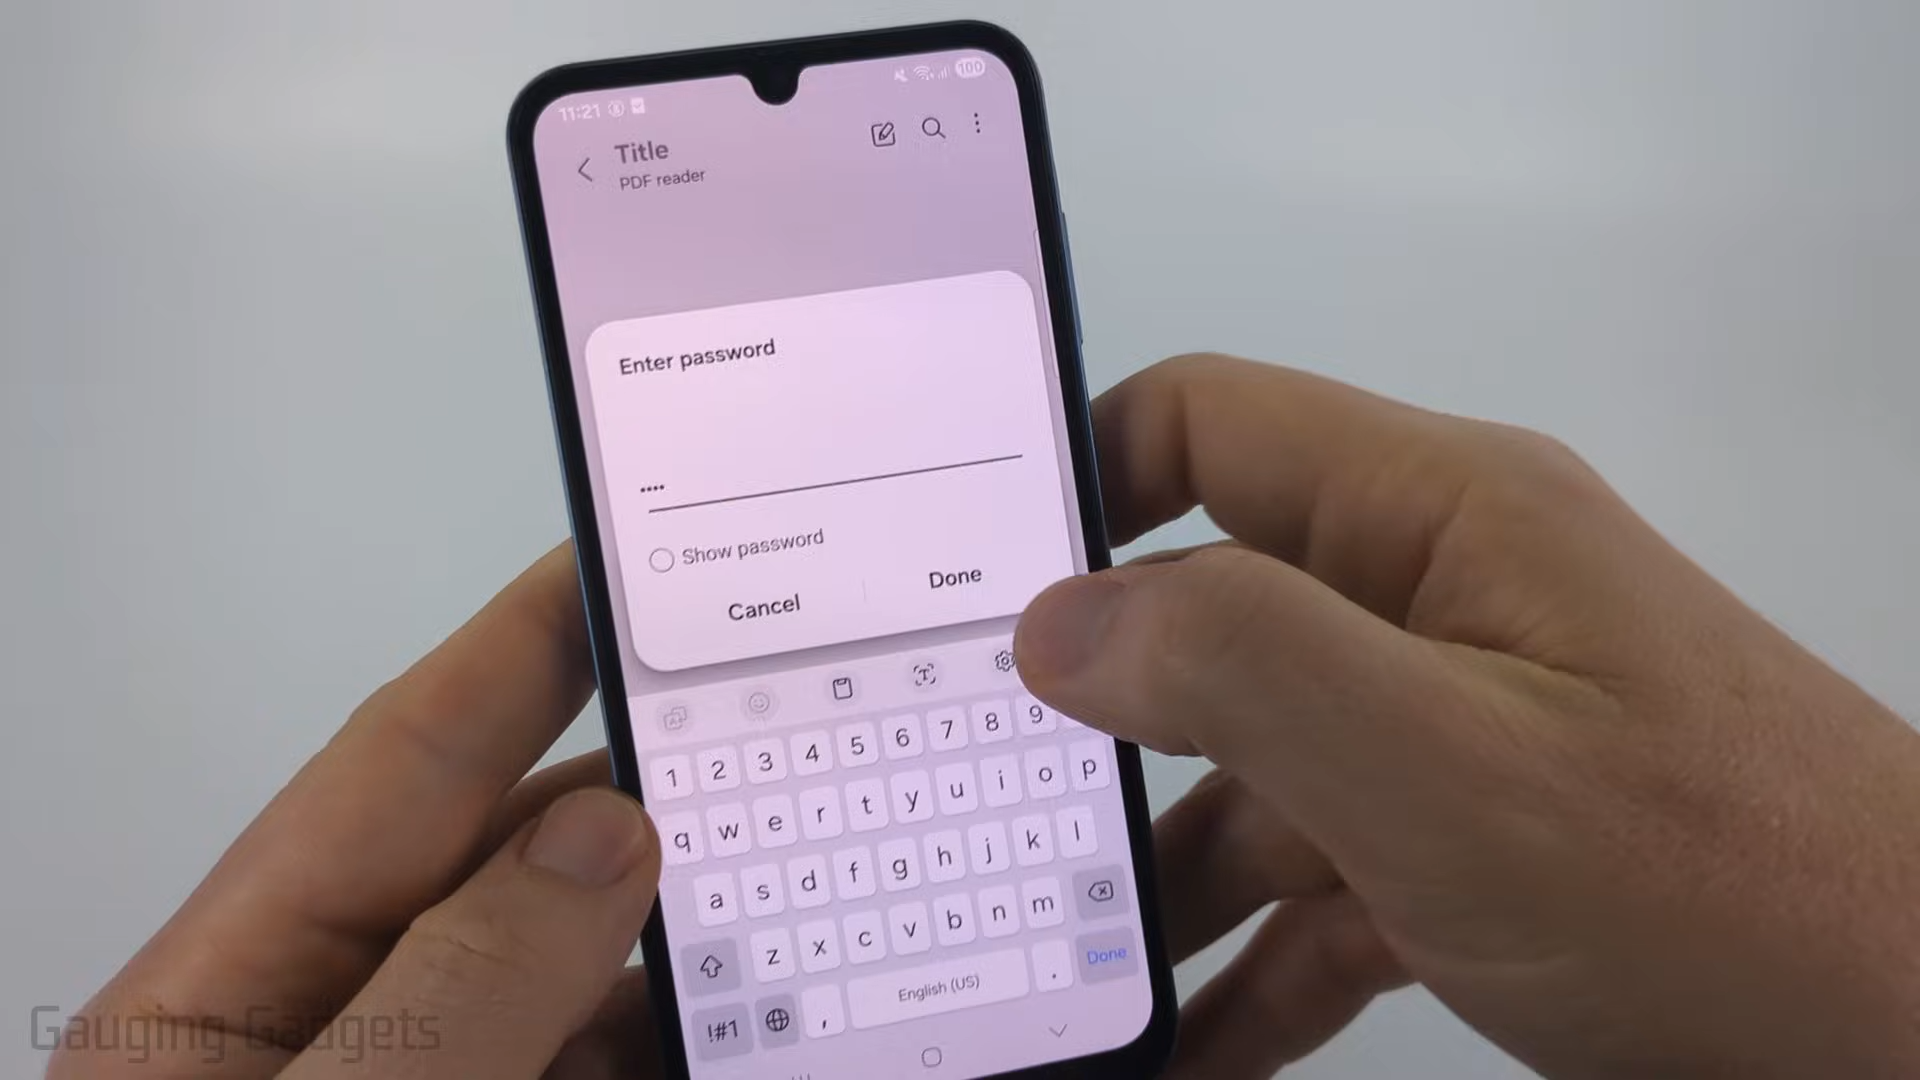 11:21
100
Title
PDF reader
Enter password
••••
Show password
Cancel
Done
1 2 3 4 5 6 7 8 9
q w e r t y u i o p
a s d f g h j k l
z x c v b n m
!#1 , English (US) . Done
Gauging Gadgets